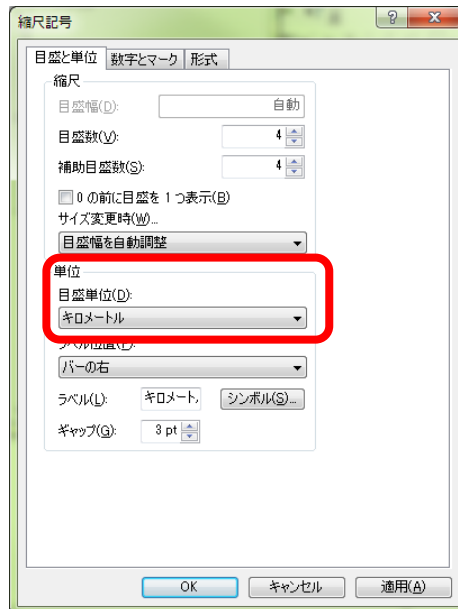 縮尺記号
目盛と単位 数字とマーク 形式
縮尺
目盛幅(D): 自動
目盛数(V): 4
補助目盛数(S): 4
0 の前に目盛を 1 つ表示(B)
サイズ変更時(W)...
目盛幅を自動調整
単位
目盛単位(D):
キロメートル
ラベル位置(P):
バーの右
ラベル(L): キロメート, シンボル(S)...
ギャップ(G): 3 pt
OK キャンセル 適用(A)